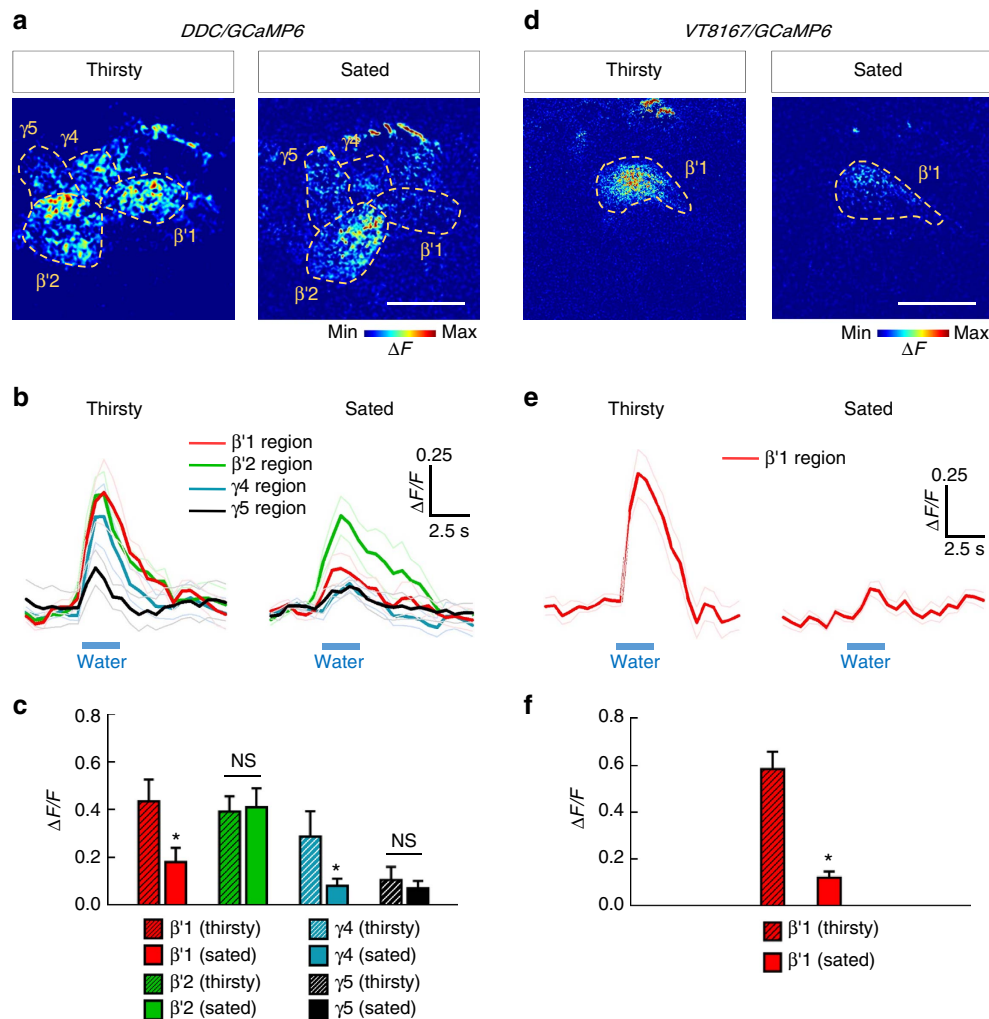 a
DDC/GCaMP6
Thirsty
Sated
γ5
γ4
β'1
β'2
γ5
γ4
β'1
β'2
Min Max
ΔF
d
VT8167/GCaMP6
Thirsty
Sated
β'1
β'1
Min Max
ΔF
b
Thirsty
Sated
β'1 region
β'2 region
γ4 region
γ5 region
0.25
ΔF/F
2.5 s
Water
Water
e
Thirsty
Sated
β'1 region
0.25
ΔF/F
2.5 s
Water
Water
c
ΔF/F
0.8
0.6
0.4
0.2
0.0
*
NS
*
NS
β'1 (thirsty)
β'1 (sated)
β'2 (thirsty)
β'2 (sated)
γ4 (thirsty)
γ4 (sated)
γ5 (thirsty)
γ5 (sated)
f
ΔF/F
0.8
0.6
0.4
0.2
0.0
*
β'1 (thirsty)
β'1 (sated)